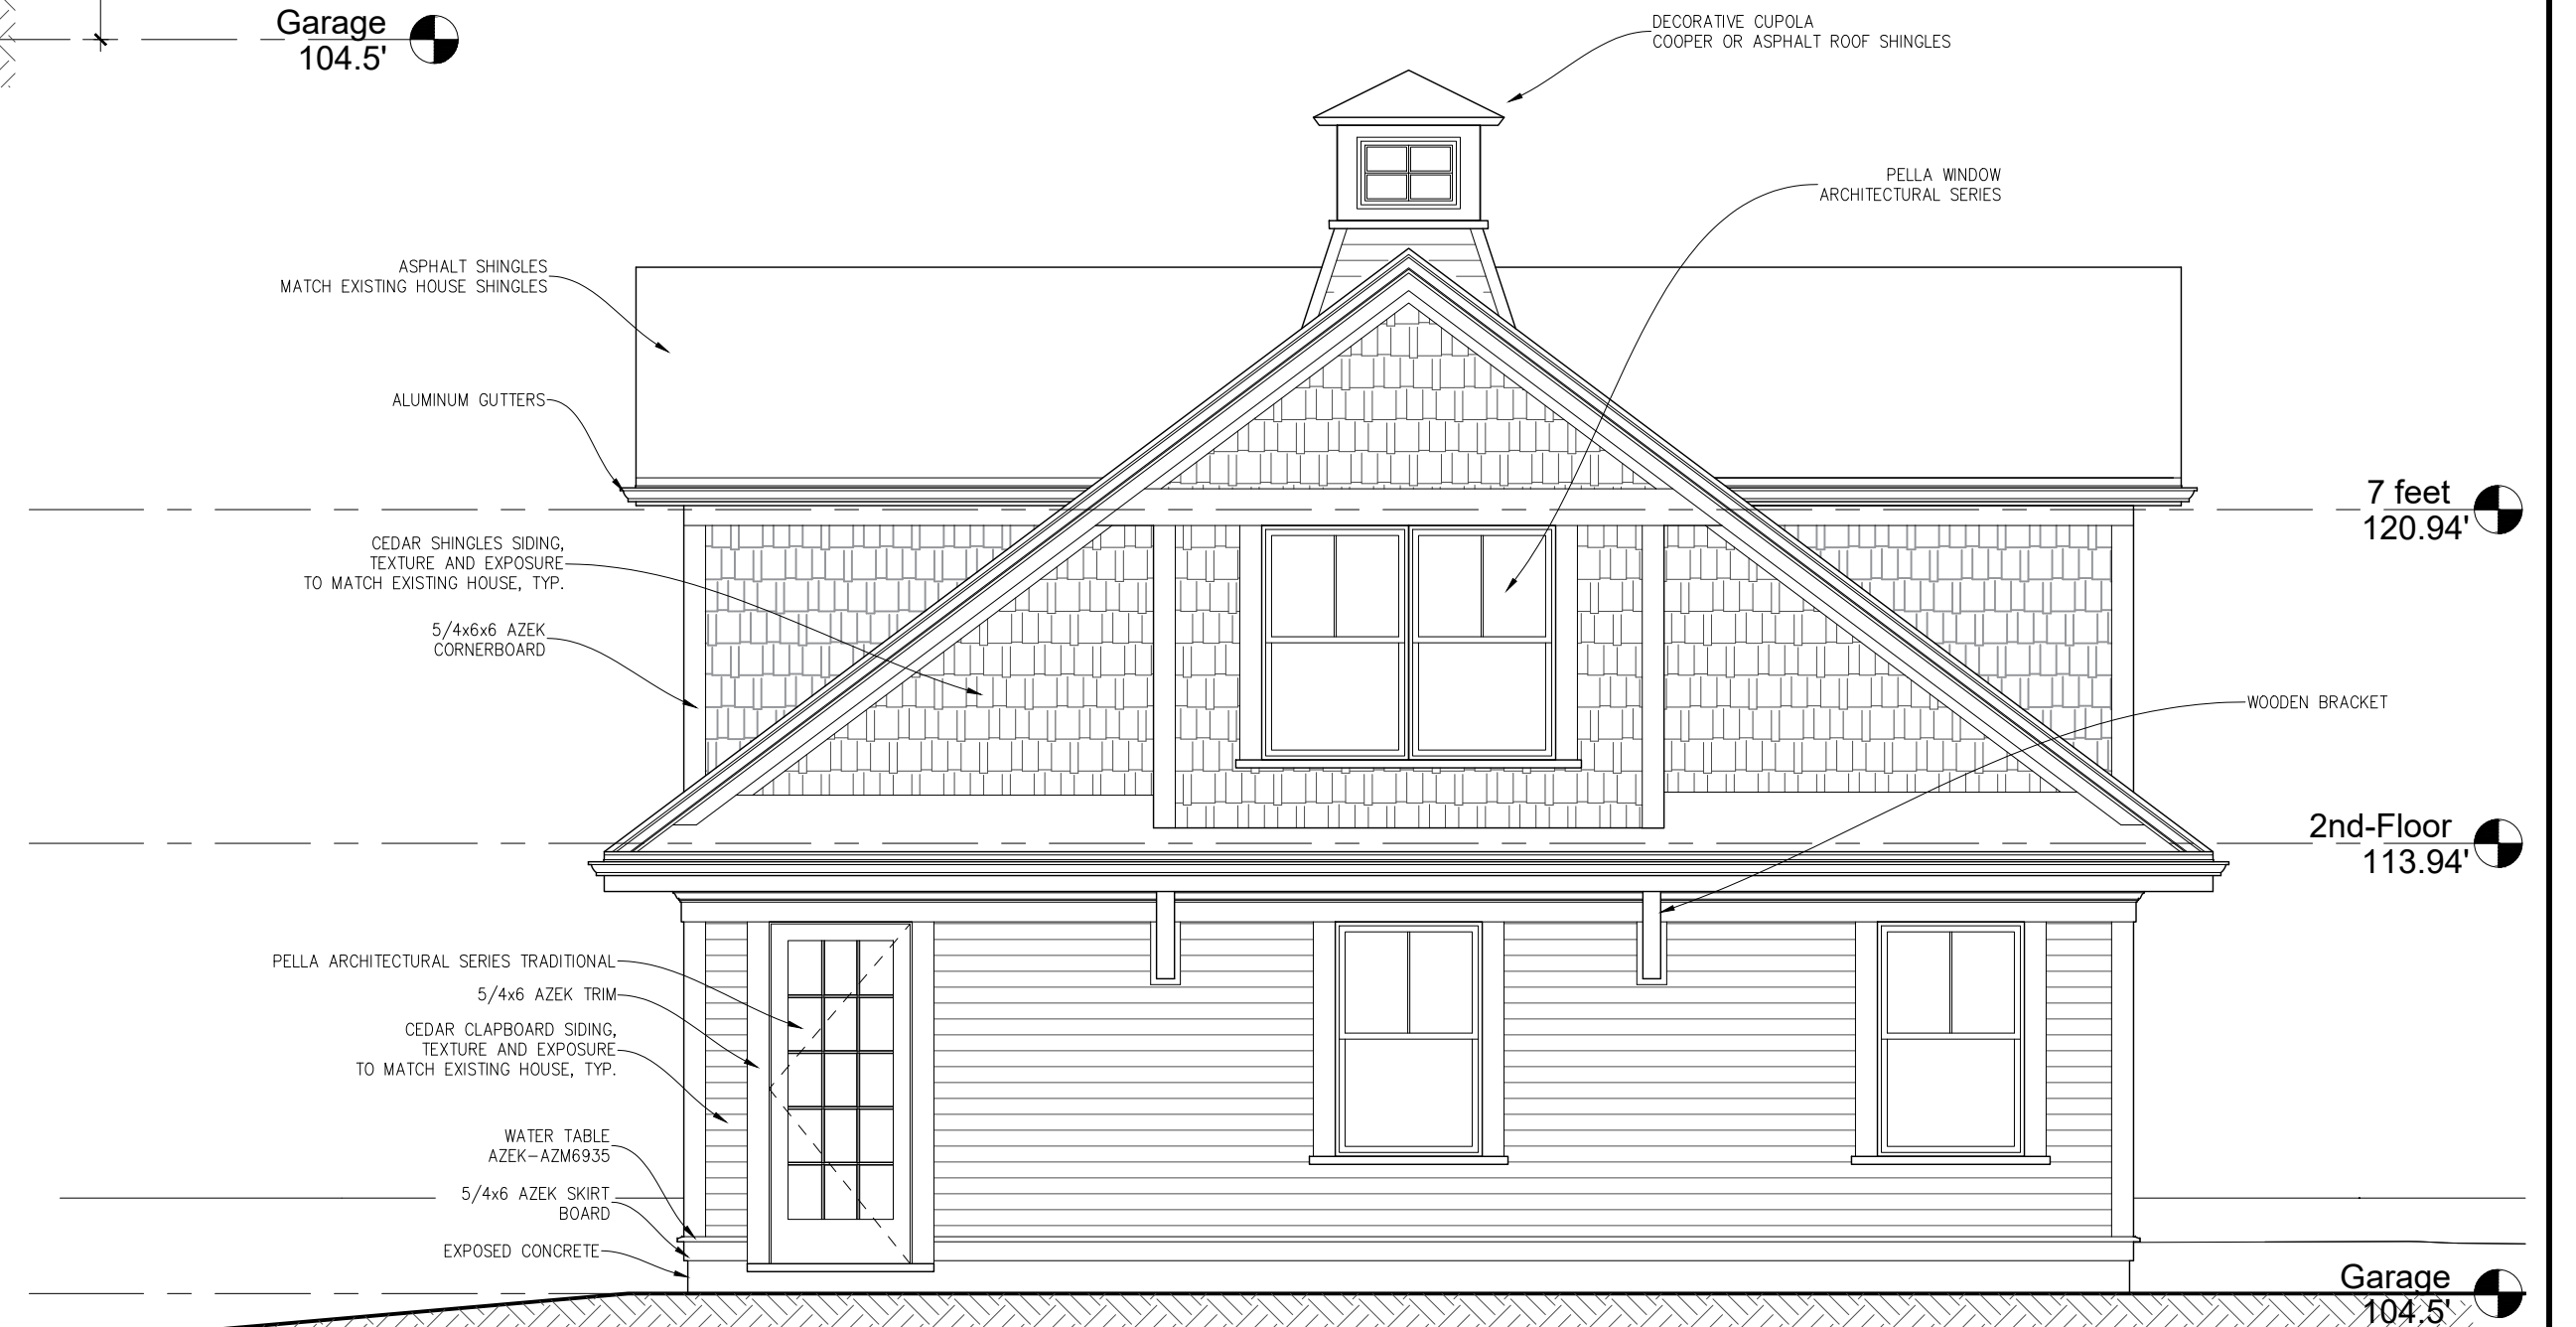 Garage
104.5'
DECORATIVE CUPOLA
COOPER OR ASPHALT ROOF SHINGLES
PELLA WINDOW
ARCHITECTURAL SERIES
ASPHALT SHINGLES
MATCH EXISTING HOUSE SHINGLES
ALUMINUM GUTTERS
7 feet
120.94'
CEDAR SHINGLES SIDING,
TEXTURE AND EXPOSURE
TO MATCH EXISTING HOUSE, TYP.
5/4x6x6 AZEK
CORNERBOARD
WOODEN BRACKET
2nd-Floor
113.94'
PELLA ARCHITECTURAL SERIES TRADITIONAL
5/4x6 AZEK TRIM
CEDAR CLAPBOARD SIDING,
TEXTURE AND EXPOSURE
TO MATCH EXISTING HOUSE, TYP.
WATER TABLE
AZEK-AZM6935
5/4x6 AZEK SKIRT
BOARD
EXPOSED CONCRETE
Garage
104.5'